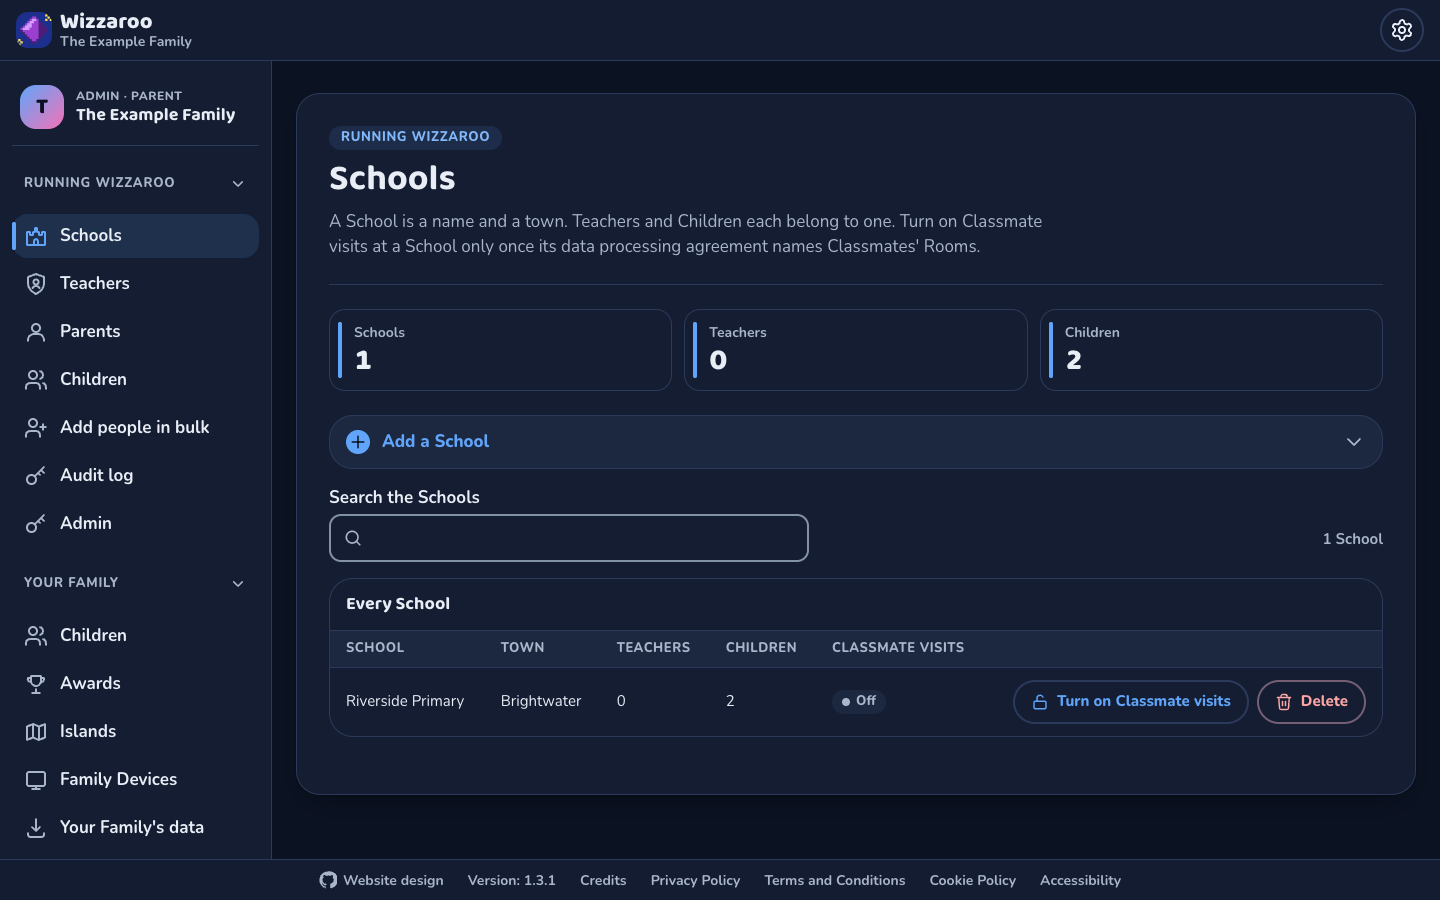 Wizzaroo
The Example Family
T
ADMIN · PARENT
The Example Family
RUNNING WIZZAROO
Schools
Teachers
Parents
Children
Add people in bulk
Audit log
Admin
YOUR FAMILY
Children
Awards
Islands
Family Devices
Your Family's data
RUNNING WIZZAROO
Schools
A School is a name and a town. Teachers and Children each belong to one. Turn on Classmate
visits at a School only once its data processing agreement names Classmates' Rooms.
Schools
1
Teachers
0
Children
2
Add a School
Search the Schools
1 School
Every School
SCHOOL TOWN TEACHERS CHILDREN CLASSMATE VISITS
Riverside Primary Brightwater 0 2 Off Turn on Classmate visits Delete
Website design Version: 1.3.1 Credits Privacy Policy Terms and Conditions Cookie Policy Accessibility